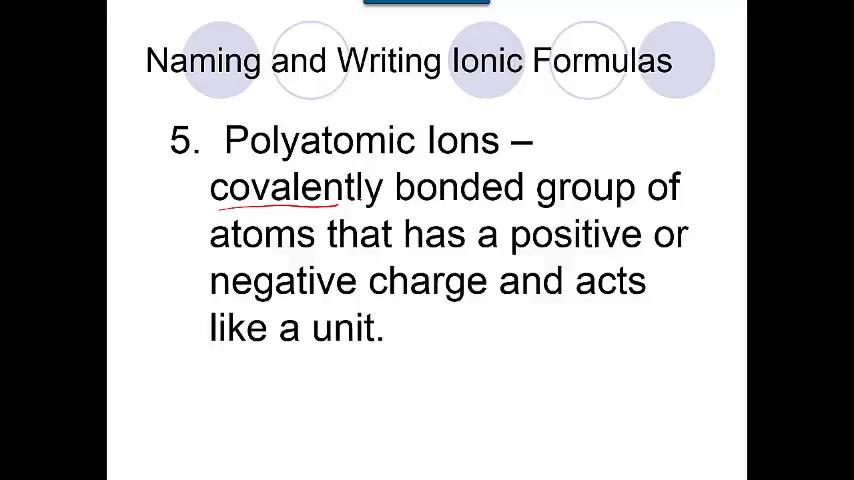 Naming and Writing Ionic Formulas
5. Polyatomic Ions –
covalently bonded group of
atoms that has a positive or
negative charge and acts
like a unit.